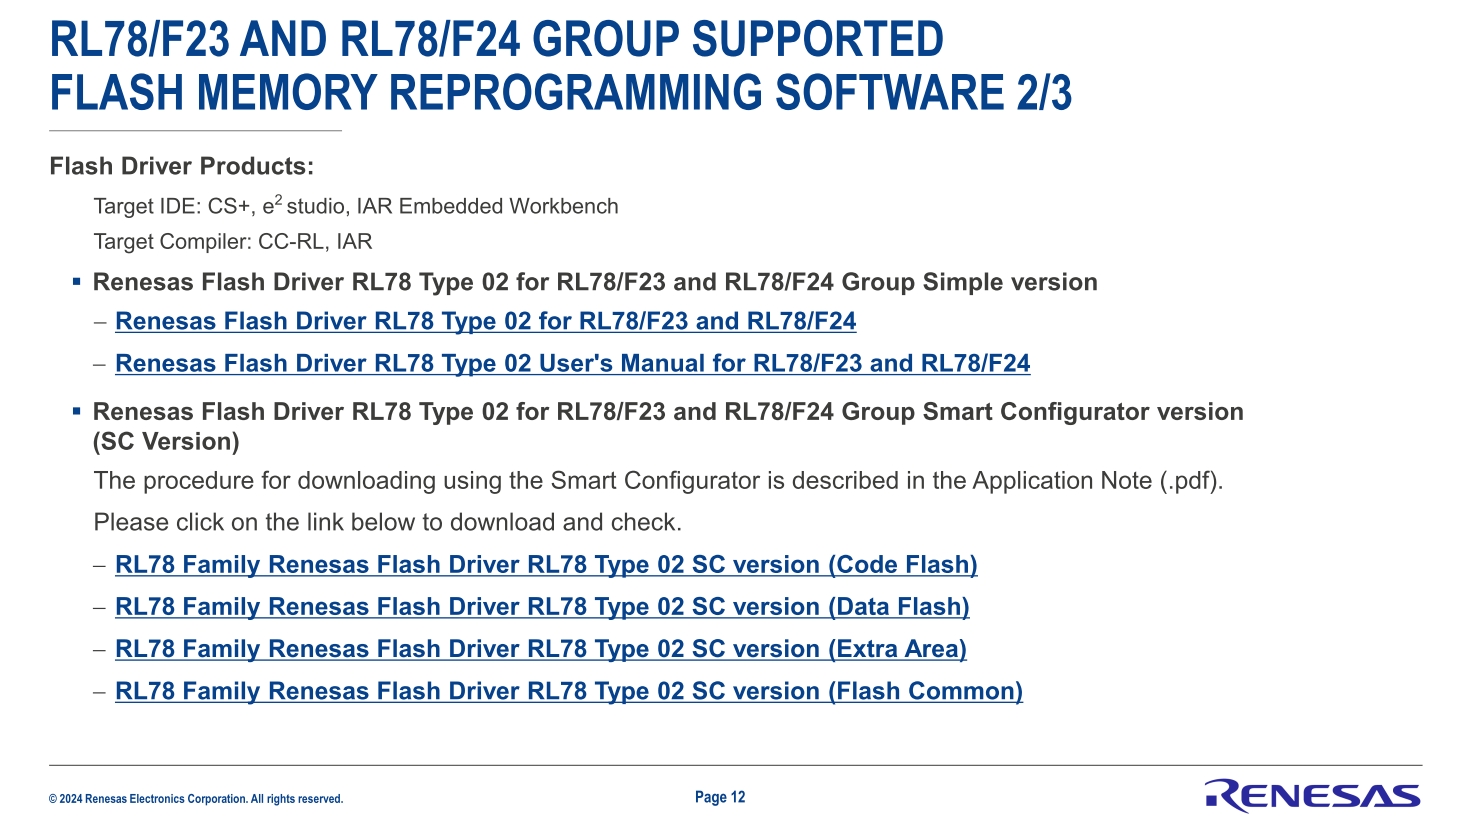 RL78/F23 AND RL78/F24 GROUP SUPPORTED
FLASH MEMORY REPROGRAMMING SOFTWARE 2/3
Flash Driver Products:
Target IDE: CS+, e² studio, IAR Embedded Workbench
Target Compiler: CC-RL, IAR
▪ Renesas Flash Driver RL78 Type 02 for RL78/F23 and RL78/F24 Group Simple version
– Renesas Flash Driver RL78 Type 02 for RL78/F23 and RL78/F24
– Renesas Flash Driver RL78 Type 02 User's Manual for RL78/F23 and RL78/F24
▪ Renesas Flash Driver RL78 Type 02 for RL78/F23 and RL78/F24 Group Smart Configurator version
(SC Version)
The procedure for downloading using the Smart Configurator is described in the Application Note (.pdf).
Please click on the link below to download and check.
– RL78 Family Renesas Flash Driver RL78 Type 02 SC version (Code Flash)
– RL78 Family Renesas Flash Driver RL78 Type 02 SC version (Data Flash)
– RL78 Family Renesas Flash Driver RL78 Type 02 SC version (Extra Area)
– RL78 Family Renesas Flash Driver RL78 Type 02 SC version (Flash Common)
© 2024 Renesas Electronics Corporation. All rights reserved.
Page 12
RENESAS